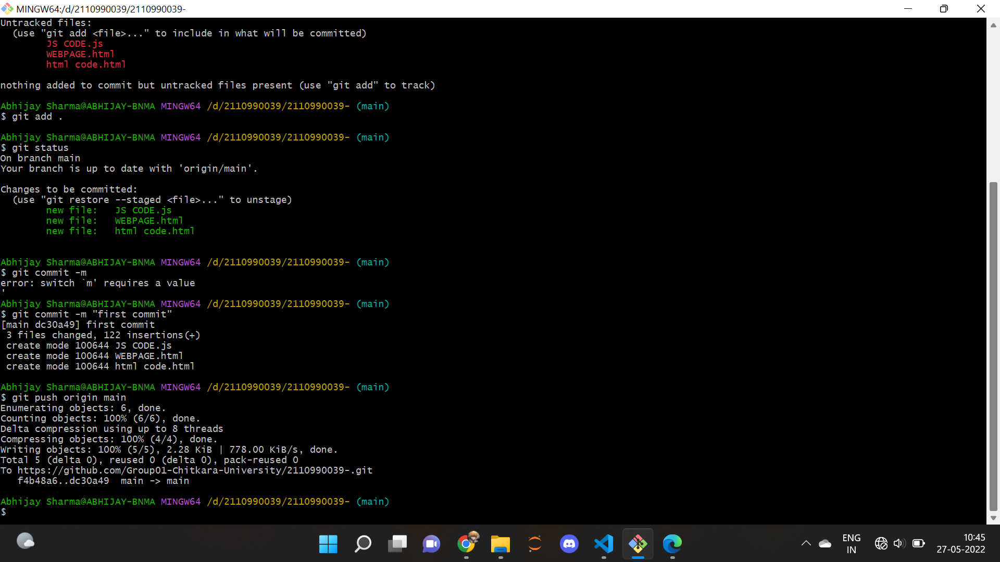 MINGW64:/d/2110990039/2110990039-
Untracked files:
  (use "git add <file>..." to include in what will be committed)
        JS CODE.js
        WEBPAGE.html
        html code.html

nothing added to commit but untracked files present (use "git add" to track)

Abhijay Sharma@ABHIJAY-BNMA MINGW64 /d/2110990039/2110990039- (main)
$ git add .

Abhijay Sharma@ABHIJAY-BNMA MINGW64 /d/2110990039/2110990039- (main)
$ git status
On branch main
Your branch is up to date with 'origin/main'.

Changes to be committed:
  (use "git restore --staged <file>..." to unstage)
        new file:   JS CODE.js
        new file:   WEBPAGE.html
        new file:   html code.html


Abhijay Sharma@ABHIJAY-BNMA MINGW64 /d/2110990039/2110990039- (main)
$ git commit -m
error: switch `m' requires a value
'
Abhijay Sharma@ABHIJAY-BNMA MINGW64 /d/2110990039/2110990039- (main)
$ git commit -m "first commit"
[main dc30a49] first commit
 3 files changed, 122 insertions(+)
 create mode 100644 JS CODE.js
 create mode 100644 WEBPAGE.html
 create mode 100644 html code.html

Abhijay Sharma@ABHIJAY-BNMA MINGW64 /d/2110990039/2110990039- (main)
$ git push origin main
Enumerating objects: 6, done.
Counting objects: 100% (6/6), done.
Delta compression using up to 8 threads
Compressing objects: 100% (4/4), done.
Writing objects: 100% (5/5), 2.28 KiB | 778.00 KiB/s, done.
Total 5 (delta 0), reused 0 (delta 0), pack-reused 0
To https://github.com/Group01-Chitkara-University/2110990039-.git
   f4b48a6..dc30a49  main -> main

Abhijay Sharma@ABHIJAY-BNMA MINGW64 /d/2110990039/2110990039- (main)
$
ENG
IN
10:45
27-05-2022